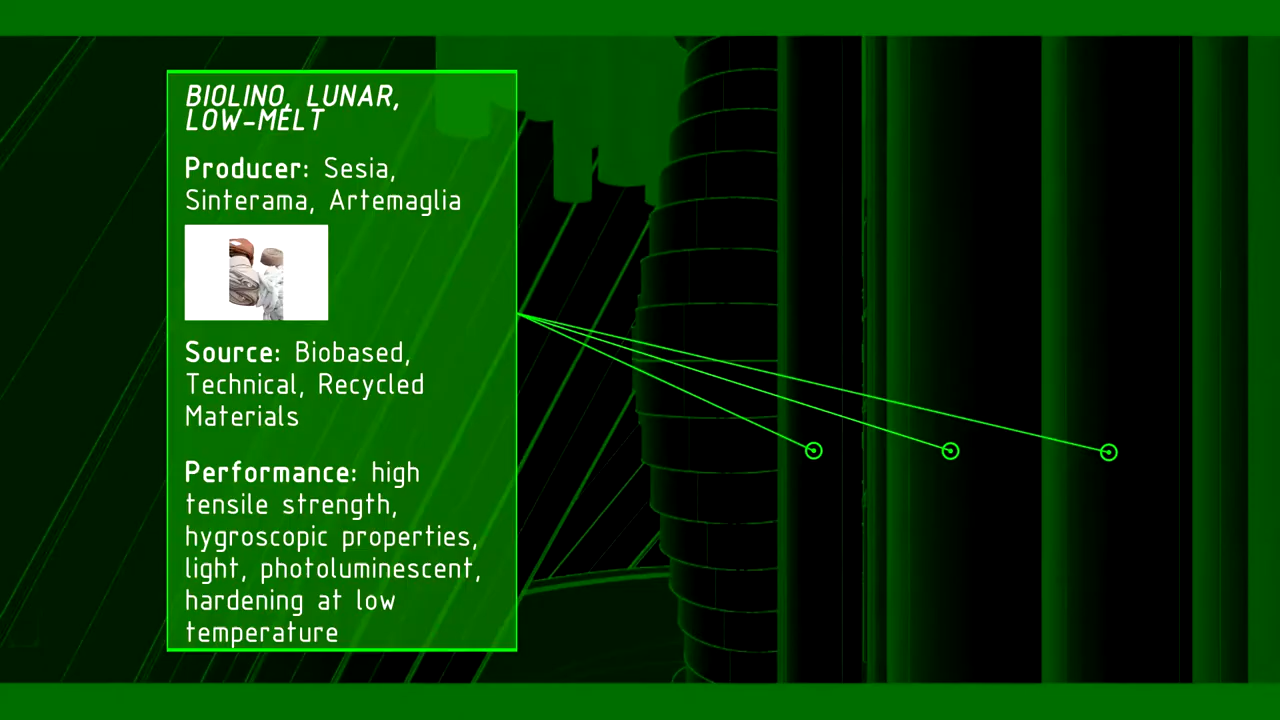 BIOLINO, LUNAR,
LOW-MELT
Producer: Sesia,
Sinterama, Artemaglia
Source: Biobased,
Technical, Recycled
Materials
Performance: high
tensile strength,
hygroscopic properties,
light, photoluminescent,
hardening at low
temperature